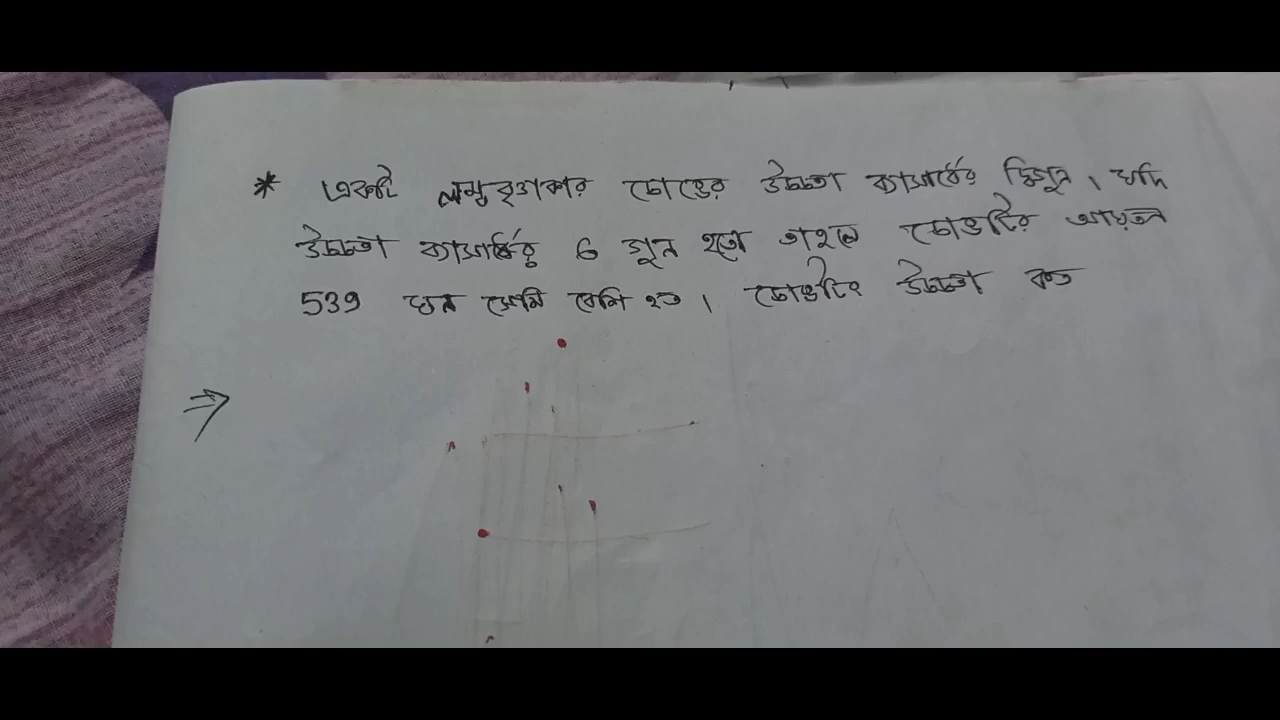 * একটি লম্ববৃত্তাকার চোঙের উচ্চতা ব্যাসার্ধের দ্বিগুন । যদি
উচ্চতা ব্যাসার্ধের 6 গুন হতো তাহলে চোঙটির আয়তন
539 ঘন সেমি বেশি হত । চোঙটির উচ্চতা কত
⇒